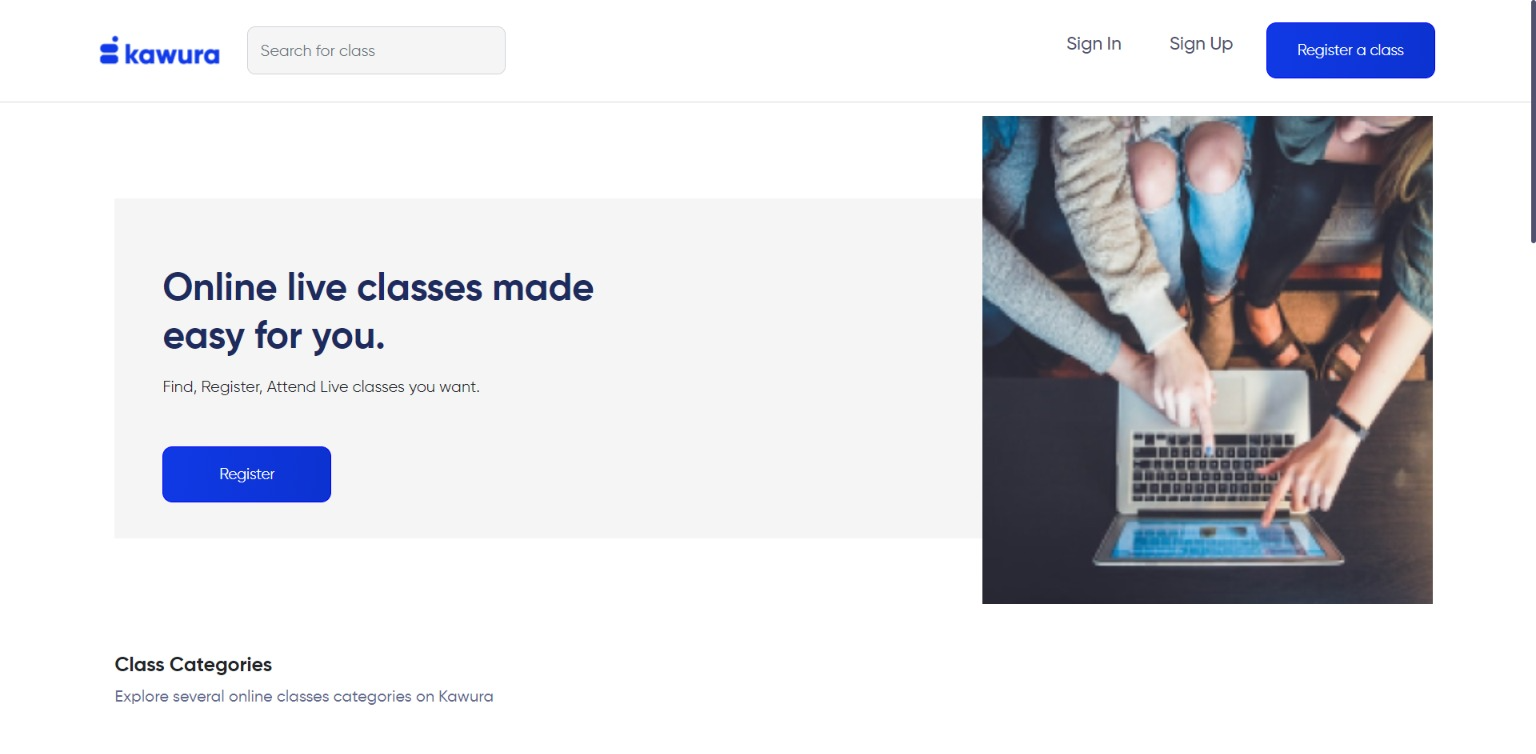 kawura
Search for class
Sign In
Sign Up
Register a class
Online live classes made
easy for you.
Find, Register, Attend Live classes you want.
Register
Class Categories
Explore several online classes categories on Kawura